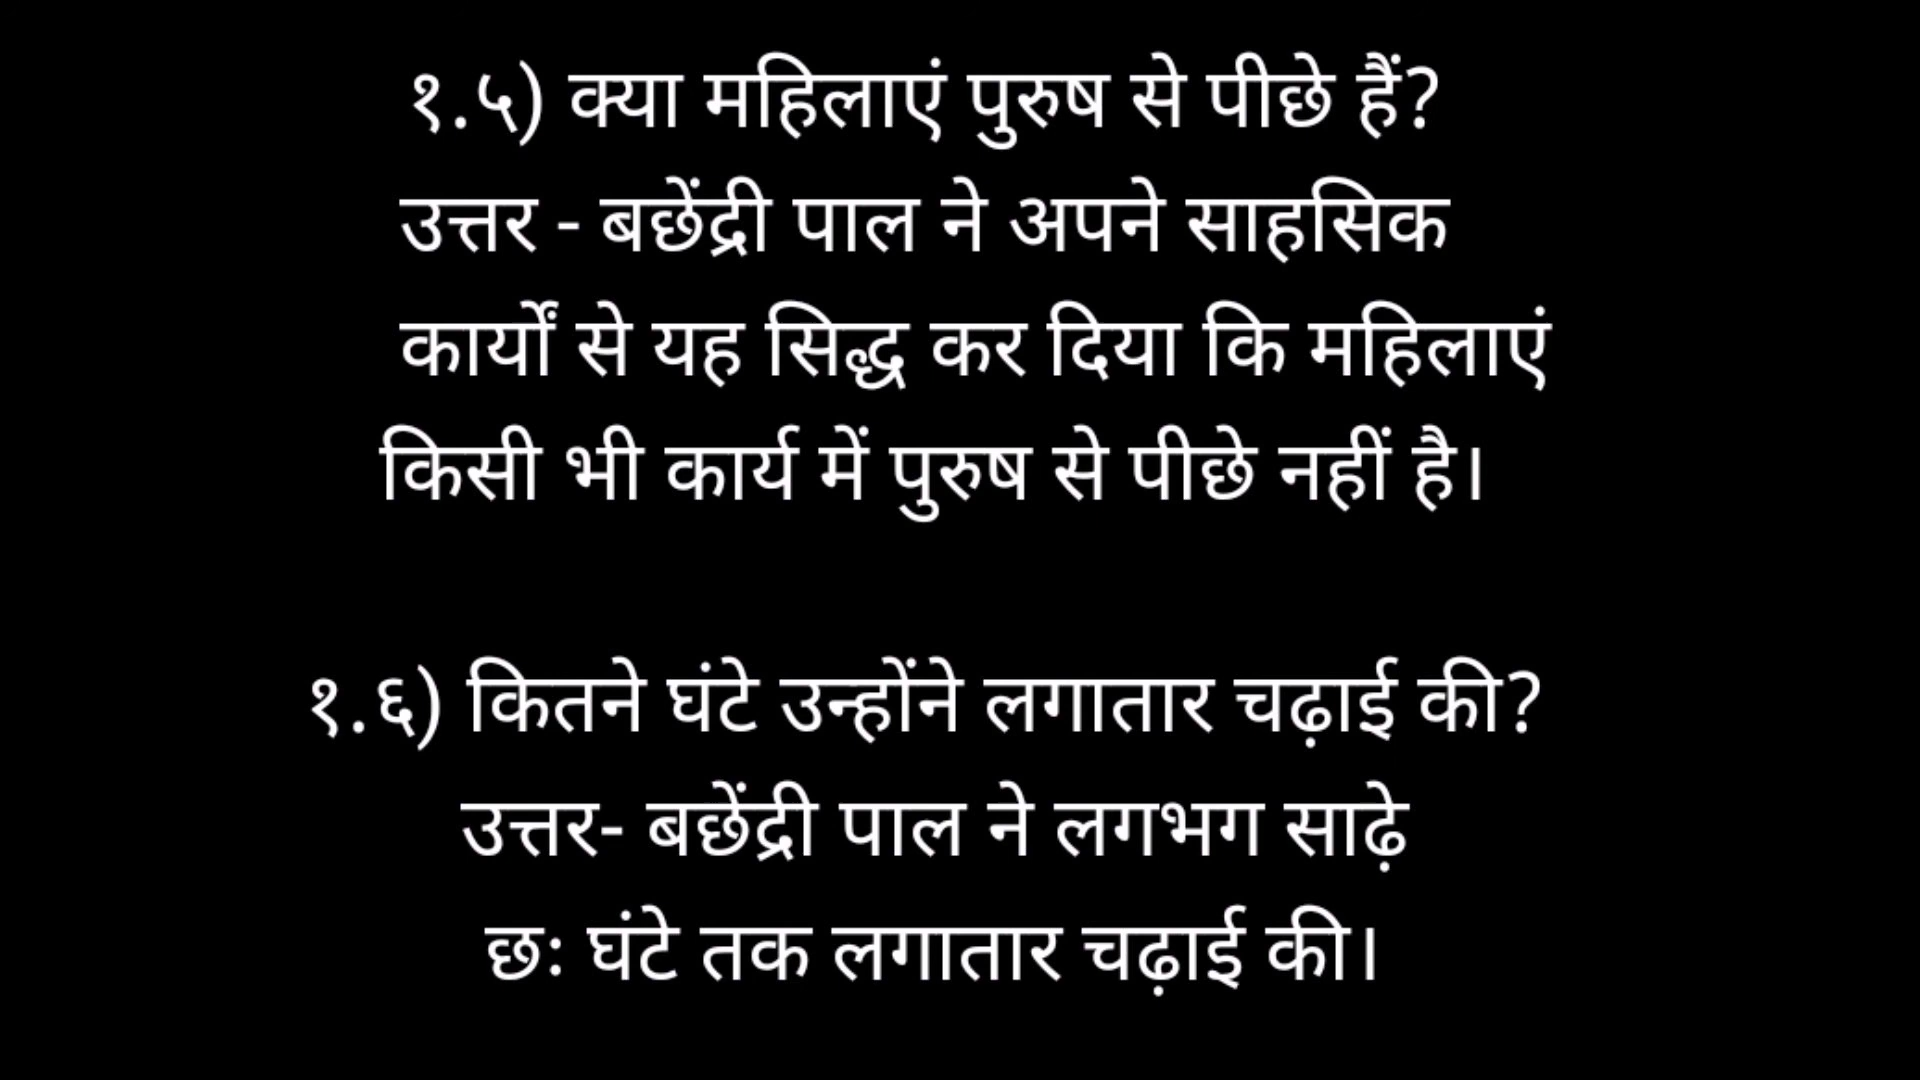 १.५) क्या महिलाएं पुरुष से पीछे हैं?
उत्तर - बछेंद्री पाल ने अपने साहसिक
कार्यों से यह सिद्ध कर दिया कि महिलाएं
किसी भी कार्य में पुरुष से पीछे नहीं है।
१.६) कितने घंटे उन्होंने लगातार चढ़ाई की?
उत्तर- बछेंद्री पाल ने लगभग साढ़े
छः घंटे तक लगातार चढ़ाई की।